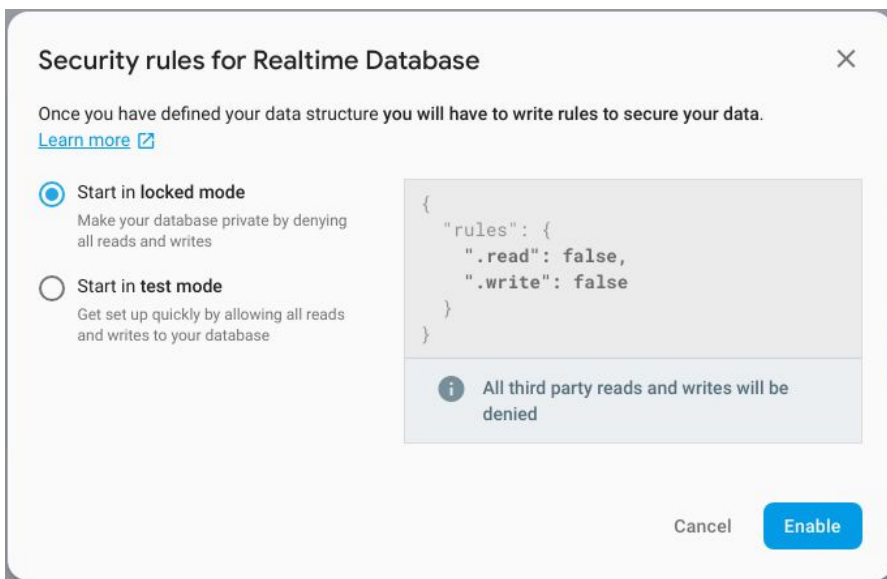 Security rules for Realtime Database
Once you have defined your data structure you will have to write rules to secure your data.
Learn more
Start in locked mode
Make your database private by denying
all reads and writes
Start in test mode
Get set up quickly by allowing all reads
and writes to your database
{
"rules": {
".read": false,
".write": false
}
}
All third party reads and writes will be
denied
Cancel
Enable